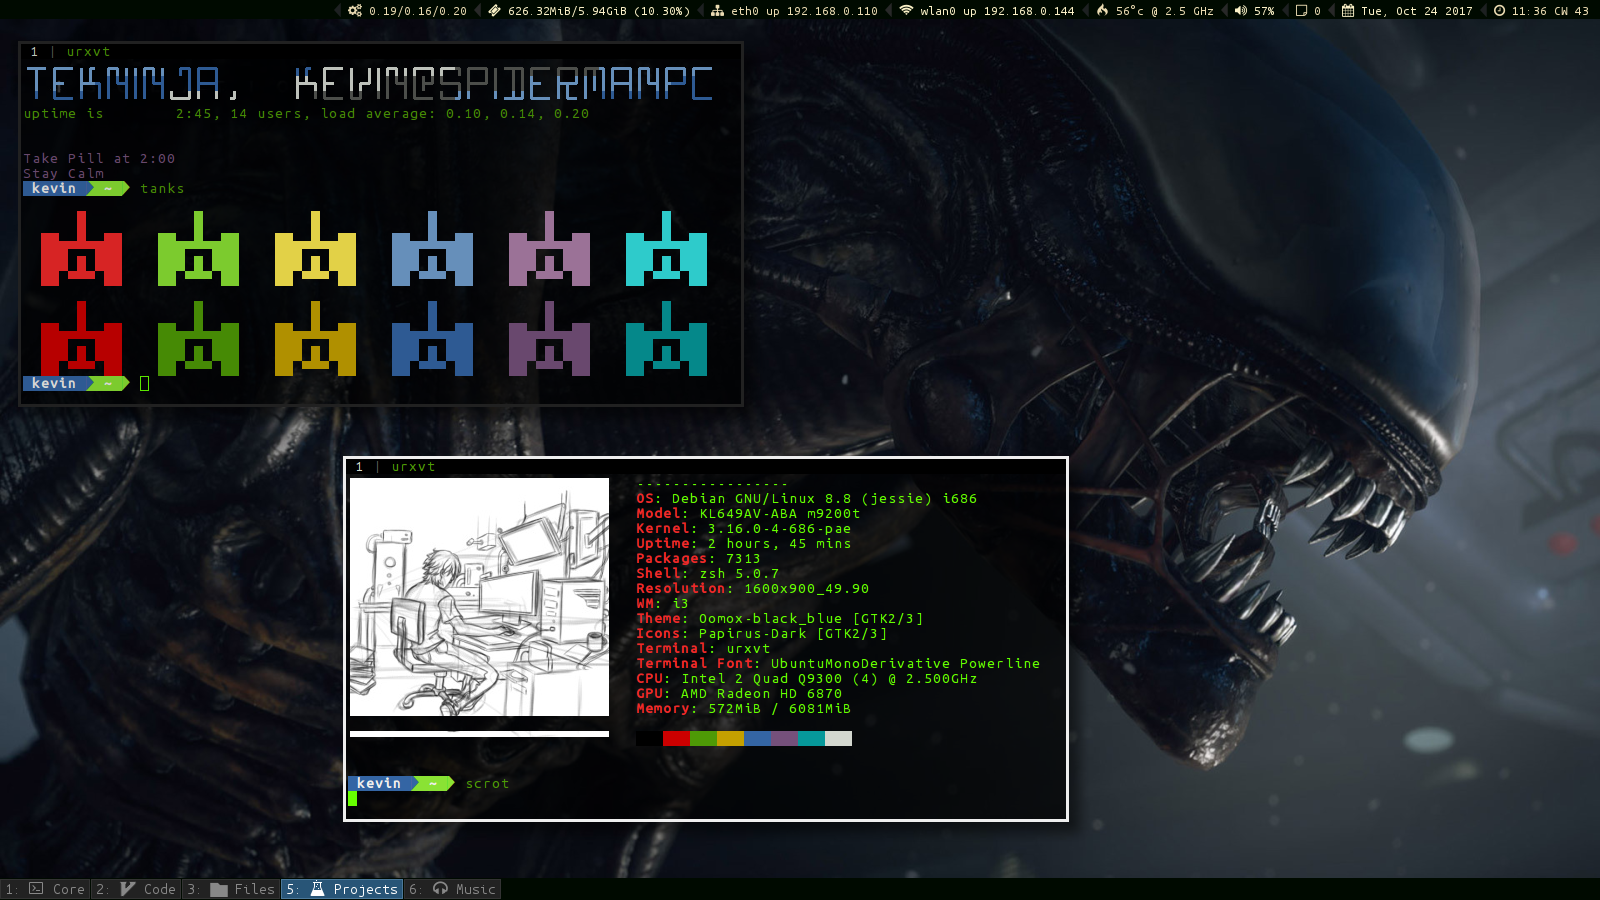 0.19/0.16/0.20 626.32MiB/5.94GiB (10.30%) eth0 up 192.168.0.110 wlan0 up 192.168.0.144 56°c @ 2.5 GHz 57% 0 Tue, Oct 24 2017 11:36 CW 43
1 | urxvt
TEKNINJA, KEVIN@SPIDERMANPC
uptime is 2:45, 14 users, load average: 0.10, 0.14, 0.20
Take Pill at 2:00
Stay Calm
kevin ~ tanks
kevin ~
1 | urxvt
-----------------
OS: Debian GNU/Linux 8.8 (jessie) i686
Model: KL649AV-ABA m9200t
Kernel: 3.16.0-4-686-pae
Uptime: 2 hours, 45 mins
Packages: 7313
Shell: zsh 5.0.7
Resolution: 1600x900_49.90
WM: i3
Theme: Oomox-black_blue [GTK2/3]
Icons: Papirus-Dark [GTK2/3]
Terminal: urxvt
Terminal Font: UbuntuMonoDerivative Powerline
CPU: Intel 2 Quad Q9300 (4) @ 2.500GHz
GPU: AMD Radeon HD 6870
Memory: 572MiB / 6081MiB
kevin ~ scrot
1: Core 2: Code 3: Files 5: Projects 6: Music